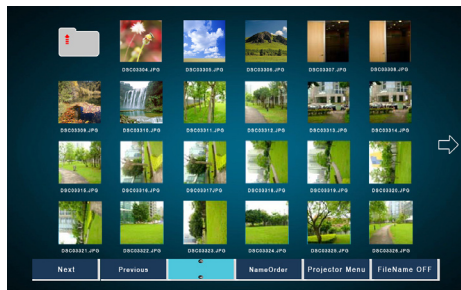 DSC03304.JPG DSC03305.JPG DSC03306.JPG DSC03307.JPG DSC03308.JPG
DSC03309.JPG DSC03310.JPG DSC03311.JPG DSC03312.JPG DSC03313.JPG DSC03314.JPG
DSC03315.JPG DSC03316.JPG DSC03317.JPG DSC03318.JPG DSC03319.JPG DSC03320.JPG
DSC03321.JPG DSC03322.JPG DSC03323.JPG DSC03324.JPG DSC03325.JPG DSC03326.JPG
Next Previous NameOrder Projector Menu FileName OFF